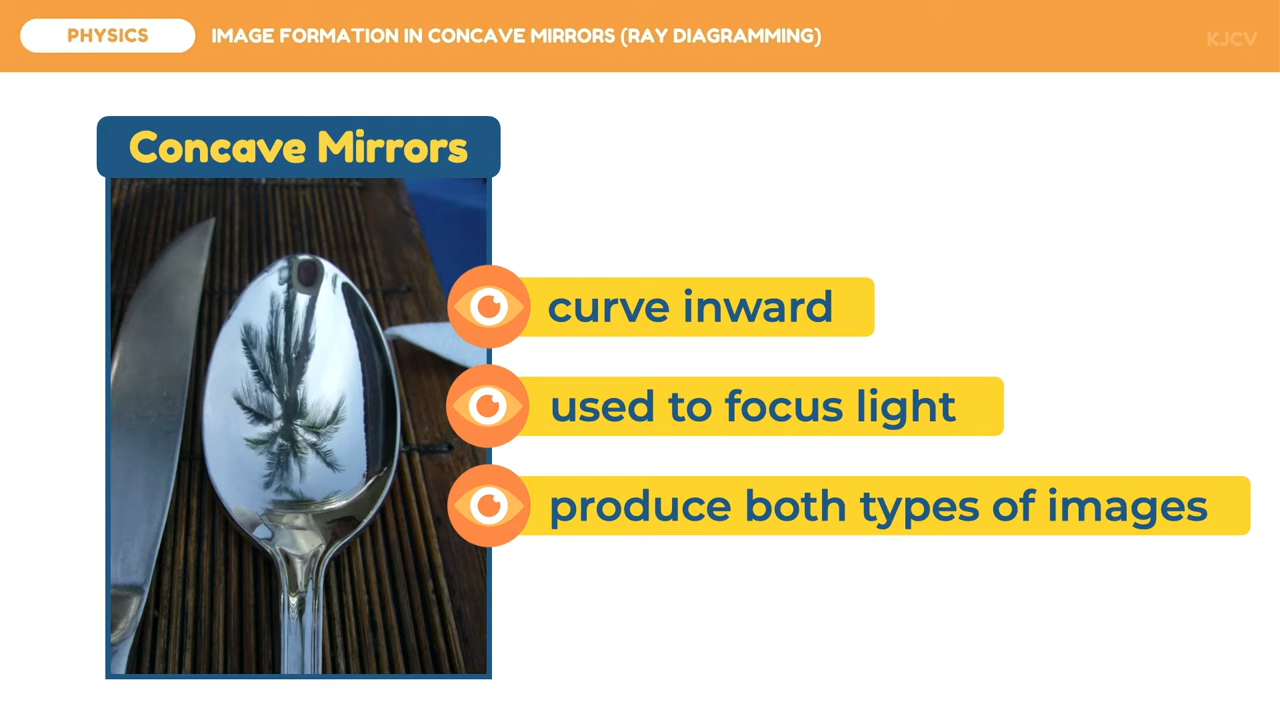 PHYSICS
IMAGE FORMATION IN CONCAVE MIRRORS (RAY DIAGRAMMING)
KJCV
Concave Mirrors
curve inward
used to focus light
produce both types of images